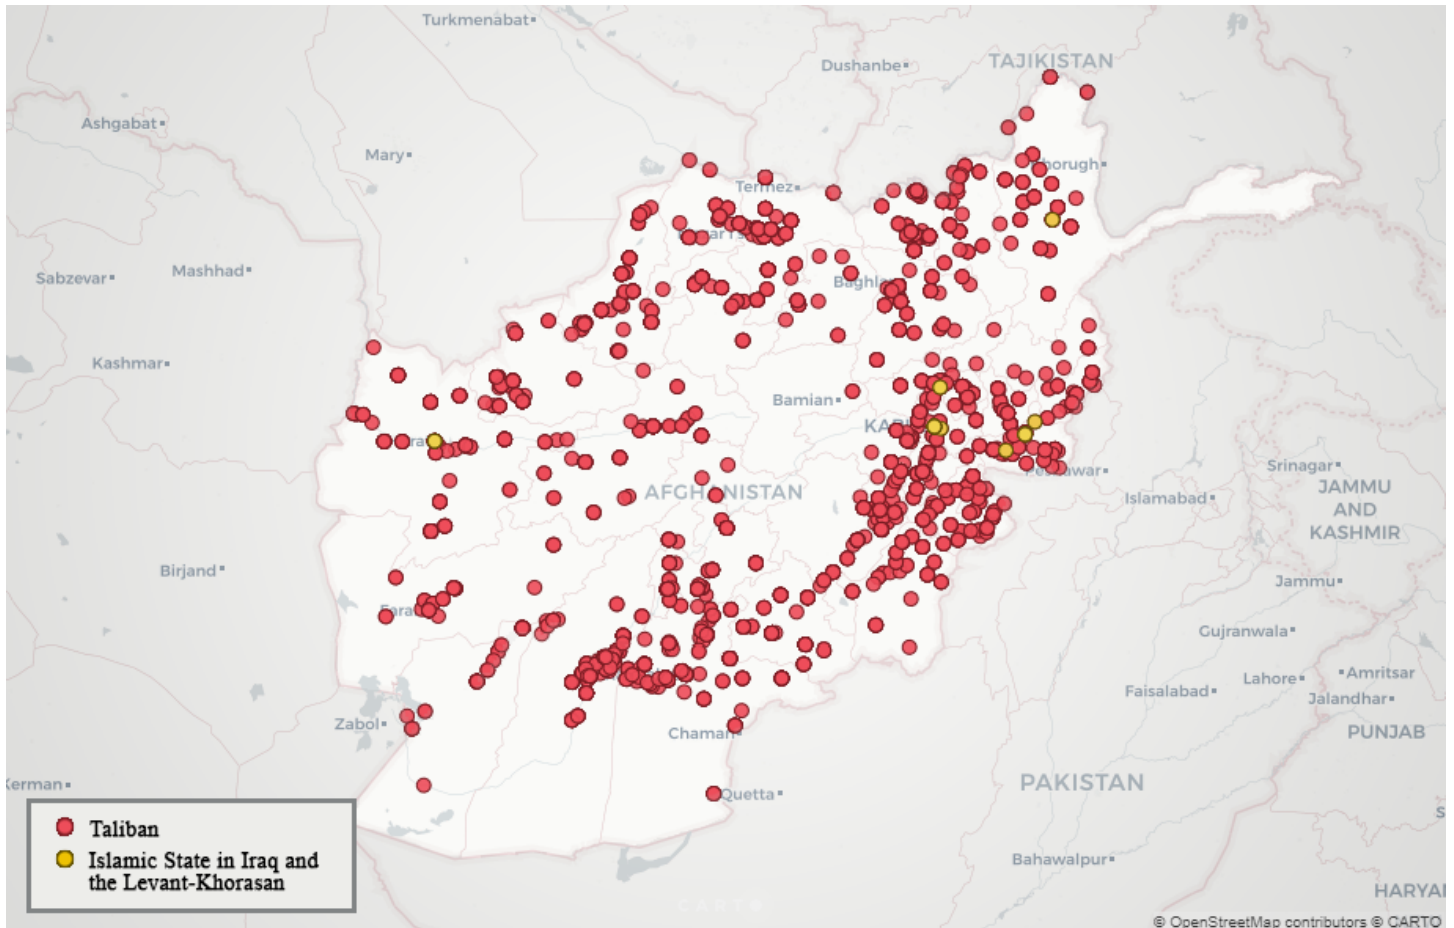 Turkmenabat
Dushanbe
TAJIKISTAN
Ashgabat
Mary
Termez
Sabzevar
Mashhad
Kashmar
Bamian
AFGHANISTAN
Srinagar
Islamabad
JAMMU
AND
KASHMIR
Birjand
Jammu
Gujranwala
Amritsar
Lahore
Faisalabad
Jalandhar
Zabol
Chaman
PUNJAB
PAKISTAN
Quetta
Taliban
Islamic State in Iraq and
the Levant-Khorasan
Bahawalpur
CARTO
© OpenStreetMap contributors © CARTO